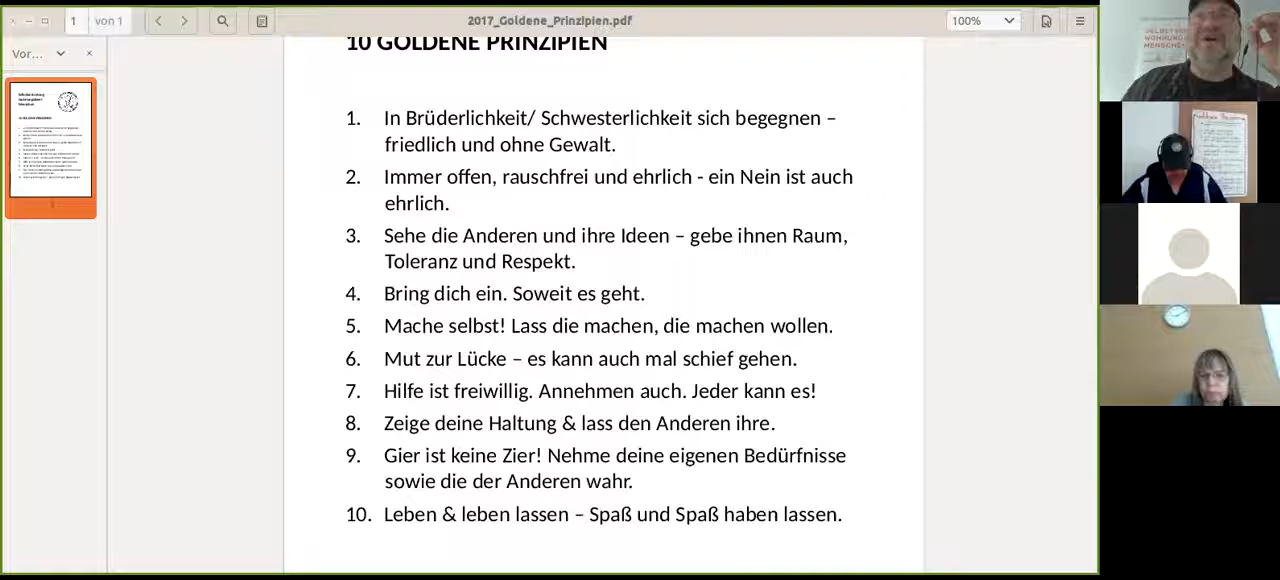 1 von 1
2017_Goldene_Prinzipien.pdf
100%
Vor...
10 GOLDENE PRINZIPIEN
1. In Brüderlichkeit/ Schwesterlichkeit sich begegnen –
friedlich und ohne Gewalt.
2. Immer offen, rauschfrei und ehrlich - ein Nein ist auch
ehrlich.
3. Sehe die Anderen und ihre Ideen – gebe ihnen Raum,
Toleranz und Respekt.
4. Bring dich ein. Soweit es geht.
5. Mache selbst! Lass die machen, die machen wollen.
6. Mut zur Lücke – es kann auch mal schief gehen.
7. Hilfe ist freiwillig. Annehmen auch. Jeder kann es!
8. Zeige deine Haltung & lass den Anderen ihre.
9. Gier ist keine Zier! Nehme deine eigenen Bedürfnisse
sowie die der Anderen wahr.
10. Leben & leben lassen – Spaß und Spaß haben lassen.